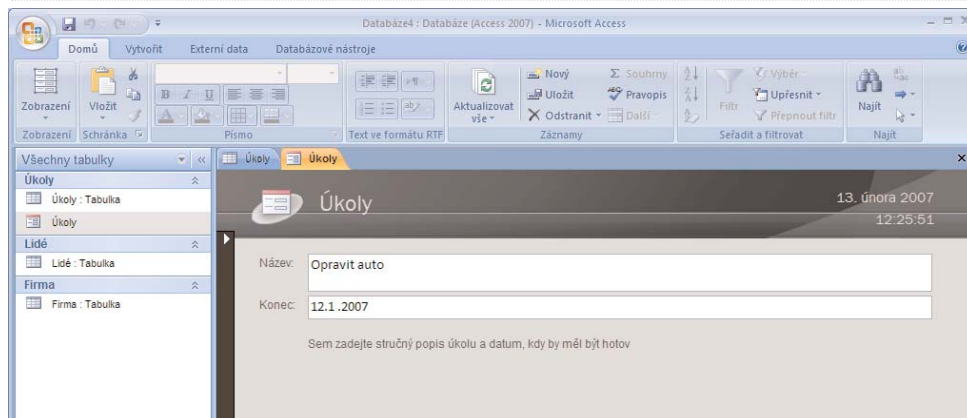 Databáze4 : Databáze (Access 2007) - Microsoft Access
Domů Vytvořit Externí data Databázové nástroje
Zobrazení
Vložit
B I U
Aktualizovat vše
Nový
Uložit
Odstranit
Souhrny
Pravopis
Další
Filtr
Výběr
Upřesnit
Přepnout filtr
Najít
Zobrazení Schránka Písmo Text ve formátu RTF Záznamy Seřadit a filtrovat Najít
Všechny tabulky
Úkoly
Úkoly : Tabulka
Úkoly
Lidé
Lidé : Tabulka
Firma
Firma : Tabulka
Úkoly Úkoly
Úkoly
13. února 2007
12:25:51
Název: Opravit auto
Konec: 12.1 .2007
Sem zadejte stručný popis úkolu a datum, kdy by měl být hotov